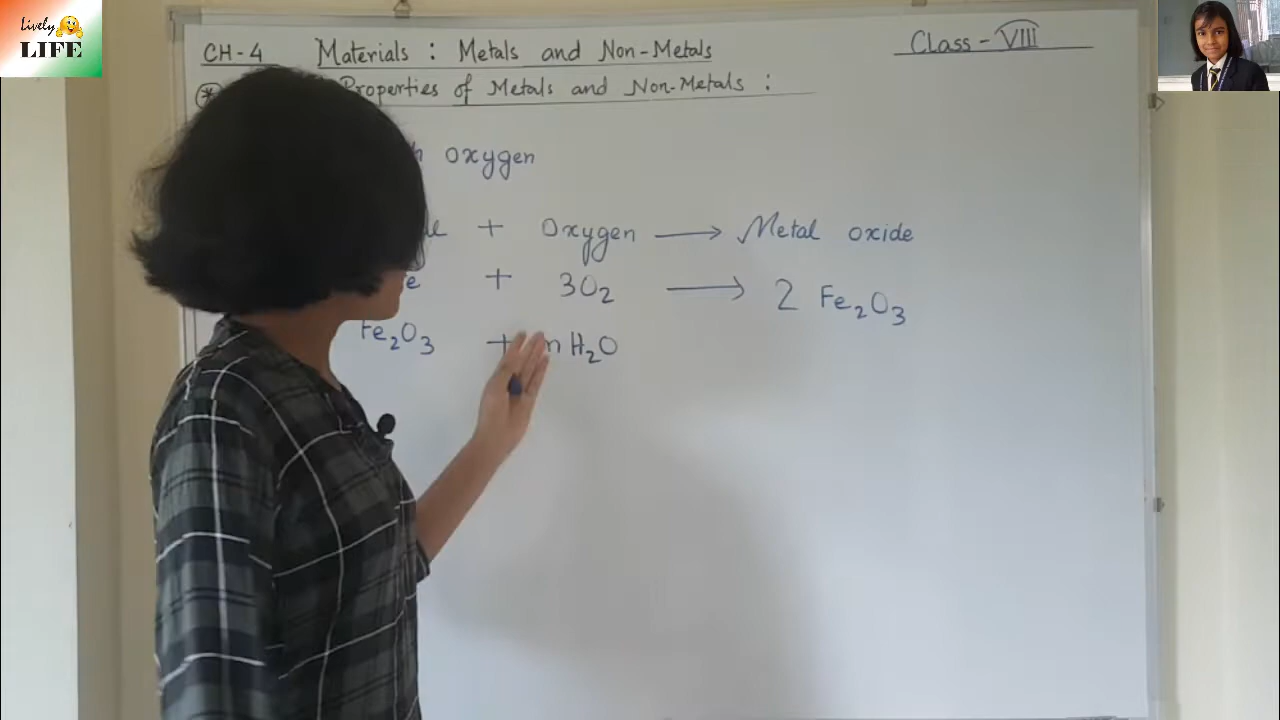 Lively
LIFE
CH-4 Materials : Metals and Non-Metals Class - VIII
Properties of Metals and Non-Metals :
oxygen
+ Oxygen → Metal oxide
+ 3O₂ → 2 Fe₂O₃
Fe₂O₃ + n H₂O